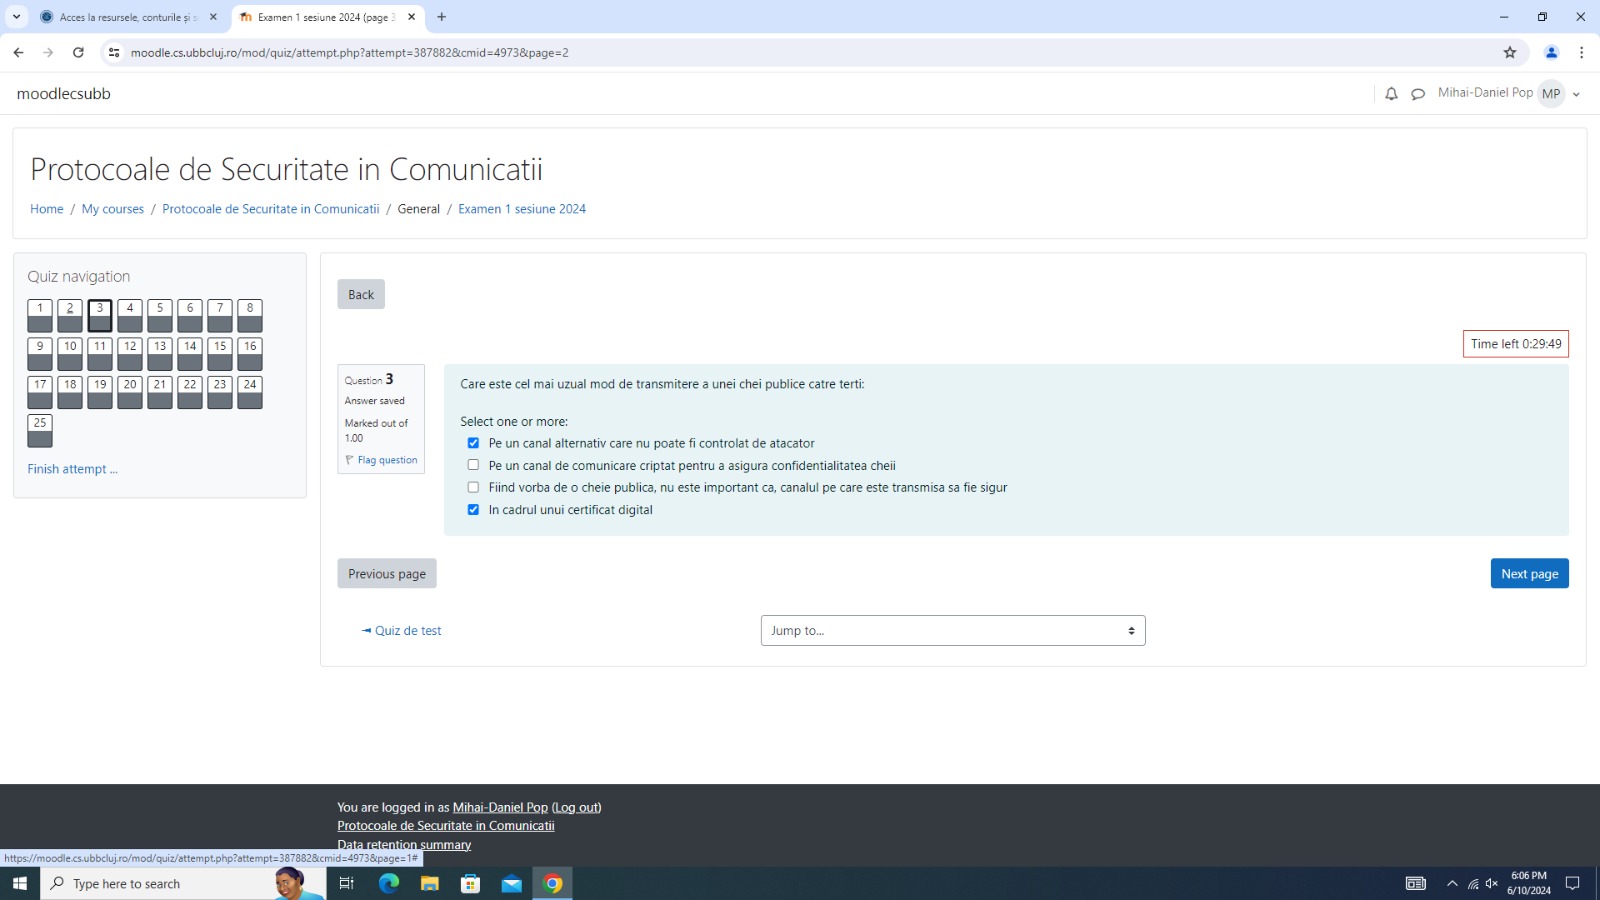 Acces la resursele, conturile și s
Examen 1 sesiune 2024 (page 3
moodle.cs.ubbcluj.ro/mod/quiz/attempt.php?attempt=387882&cmid=4973&page=2
moodlecsubb
Mihai-Daniel Pop MP
Protocoale de Securitate in Comunicatii
Home / My courses / Protocoale de Securitate in Comunicatii / General / Examen 1 sesiune 2024
Quiz navigation
1 2 3 4 5 6 7 8
9 10 11 12 13 14 15 16
17 18 19 20 21 22 23 24
25
Finish attempt ...
Back
Time left 0:29:49
Question 3
Answer saved
Marked out of
1.00
Flag question
Care este cel mai uzual mod de transmitere a unei chei publice catre terti:
Select one or more:
Pe un canal alternativ care nu poate fi controlat de atacator
Pe un canal de comunicare criptat pentru a asigura confidentialitatea cheii
Fiind vorba de o cheie publica, nu este important ca, canalul pe care este transmisa sa fie sigur
In cadrul unui certificat digital
Previous page
Next page
◄ Quiz de test
Jump to...
You are logged in as Mihai-Daniel Pop (Log out)
Protocoale de Securitate in Comunicatii
Data retention summary
https://moodle.cs.ubbcluj.ro/mod/quiz/attempt.php?attempt=387882&cmid=4973&page=1#
Type here to search
6:06 PM
6/10/2024